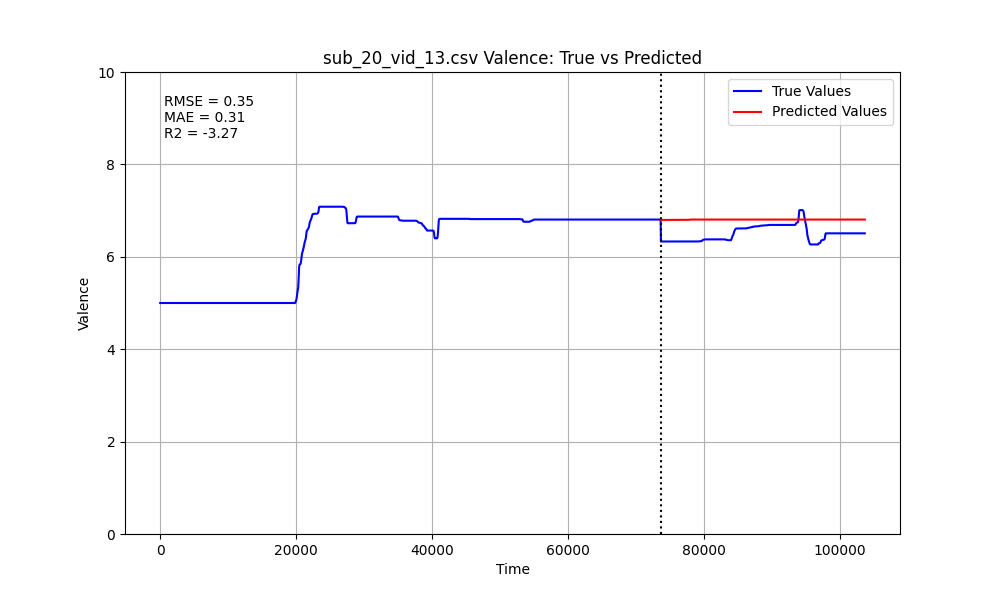 sub_20_vid_13.csv Valence: True vs Predicted
RMSE = 0.35
MAE = 0.31
R2 = -3.27
True Values
Predicted Values
10
8
6
4
2
0
Valence
0 20000 40000 60000 80000 100000
Time